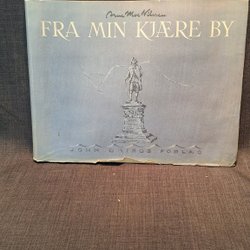 FRA MIN KJÆRE BY
JOHN GRIEGS FORLAG